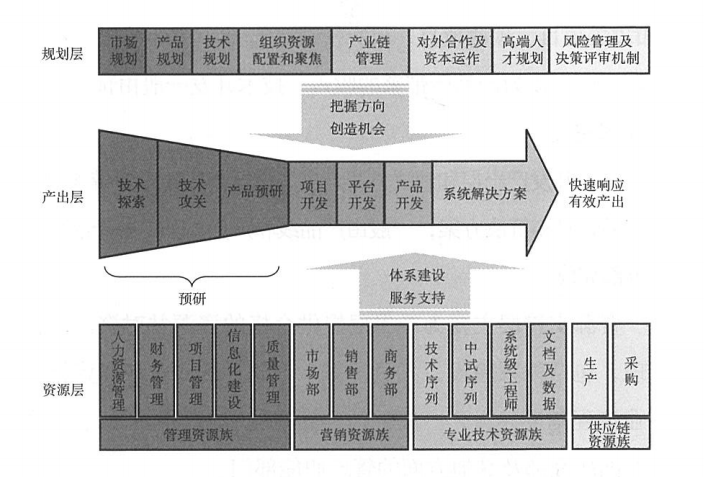 规划层
市场
规划
产品
规划
技术
规划
组织资源
配置和聚焦
产业链
管理
对外合作及
资本运作
高端人
才规划
风险管理及
决策评审机制
把握方向
创造机会
产出层
技术
探索
技术
攻关
产品预研
项目
开发
平台
开发
产品
开发
系统解决方案
快速响应
有效产出
预研
体系建设
服务支持
资源层
人力资源管理
财务管理
项目管理
信息化建设
质量管理
市场部
销售部
商务部
技术序列
中试序列
系统级工程师
文档及数据
生产
采购
管理资源族
营销资源族
专业技术资源族
供应链
资源族